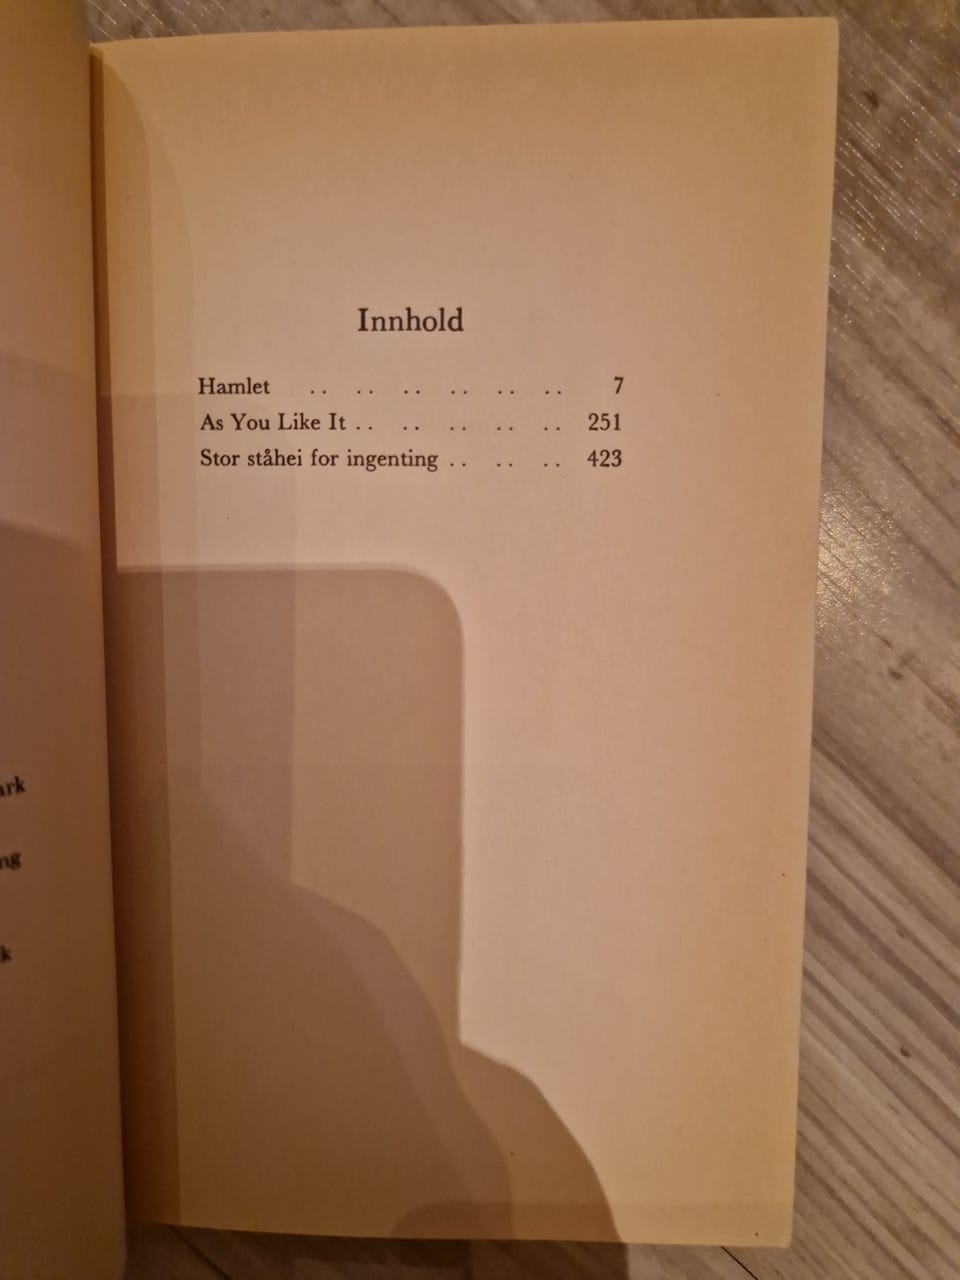 Innhold
Hamlet .. .. .. .. .. .. 7
As You Like It .. .. .. .. .. 251
Stor ståhei for ingenting .. .. .. 423